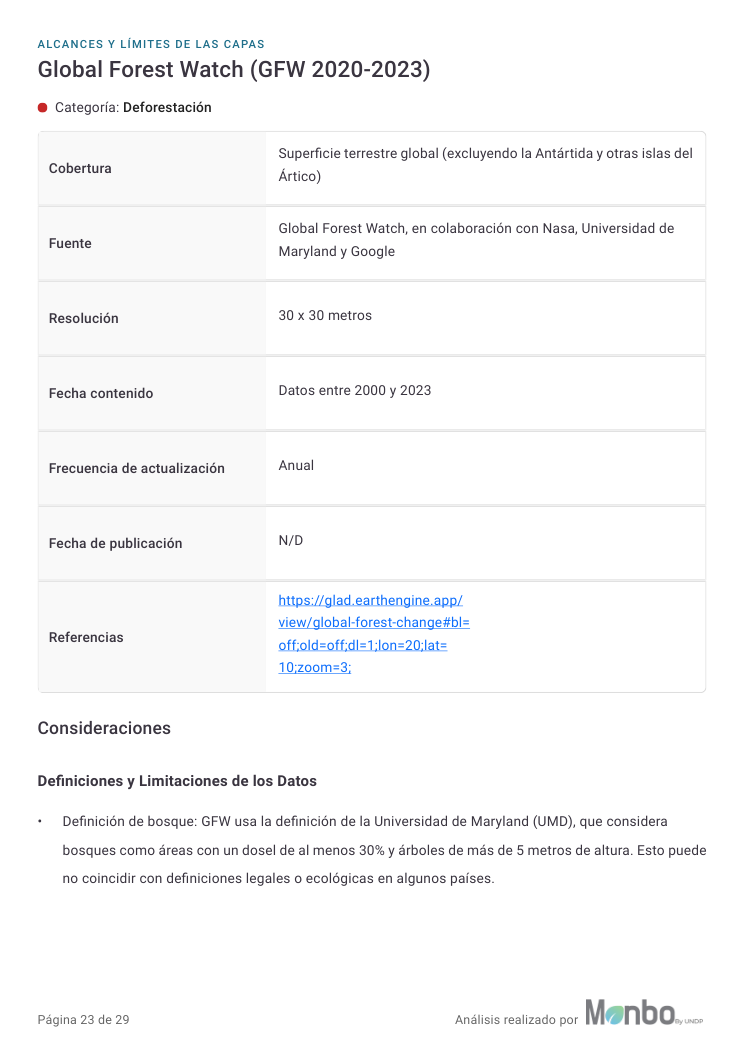 ALCANCES Y LÍMITES DE LAS CAPAS
Global Forest Watch (GFW 2020-2023)
Categoría: Deforestación
Cobertura
Superficie terrestre global (excluyendo la Antártida y otras islas del
Ártico)
Fuente
Global Forest Watch, en colaboración con Nasa, Universidad de
Maryland y Google
Resolución
30 x 30 metros
Fecha contenido
Datos entre 2000 y 2023
Frecuencia de actualización
Anual
Fecha de publicación
N/D
Referencias
https://glad.earthengine.app/
view/global-forest-change#bl=
off;old=off;dl=1;lon=20;lat=
10;zoom=3;
Consideraciones
Definiciones y Limitaciones de los Datos
• Definición de bosque: GFW usa la definición de la Universidad de Maryland (UMD), que considera
bosques como áreas con un dosel de al menos 30% y árboles de más de 5 metros de altura. Esto puede
no coincidir con definiciones legales o ecológicas en algunos países.
Página 23 de 29
Análisis realizado por Monbo By UNDP